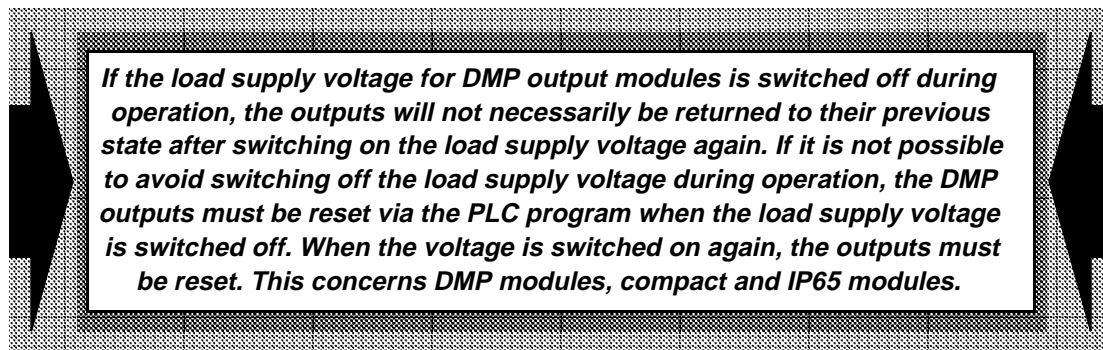 If the load supply voltage for DMP output modules is switched off during
operation, the outputs will not necessarily be returned to their previous
state after switching on the load supply voltage again. If it is not possible
to avoid switching off the load supply voltage during operation, the DMP
outputs must be reset via the PLC program when the load supply voltage
is switched off. When the voltage is switched on again, the outputs must
be reset. This concerns DMP modules, compact and IP65 modules.